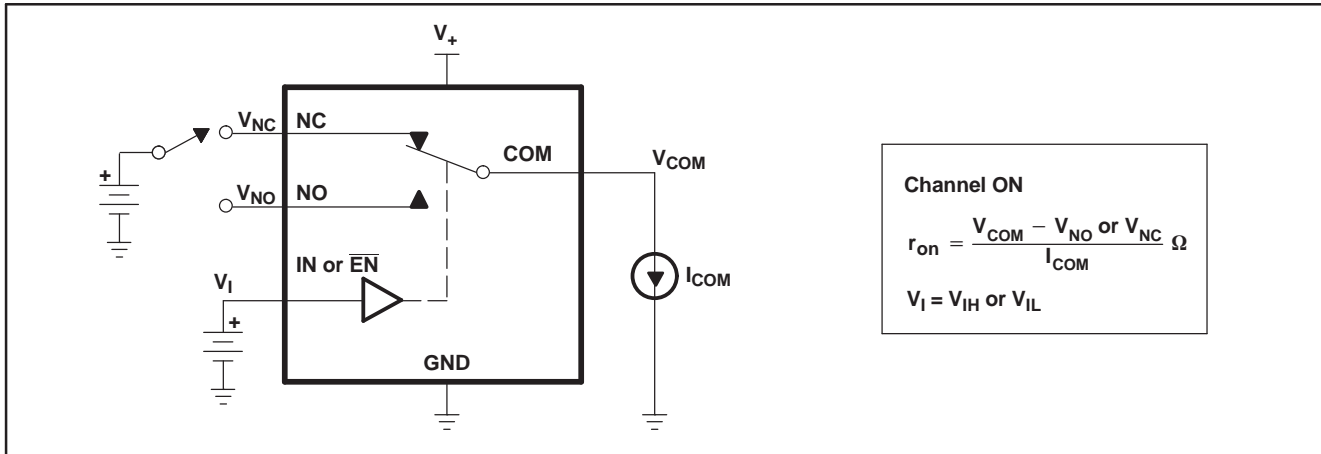 V+
VNC NC
COM
VCOM
+
VNO NO
IN or EN
VI
+
ICOM
GND
Channel ON
ron = VCOM − VNO or VNC / ICOM Ω
VI = VIH or VIL